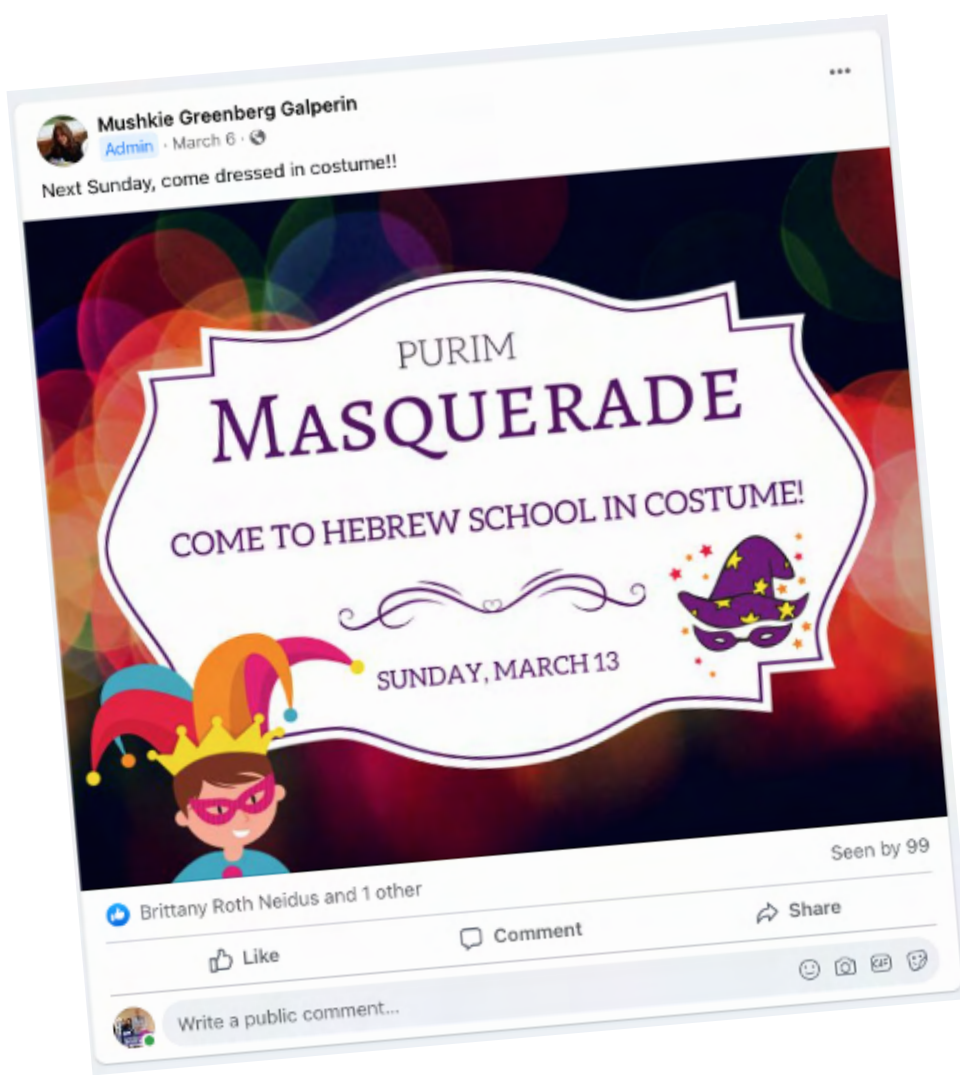 Mushkie Greenberg Galperin
Admin · March 6 ·
Next Sunday, come dressed in costume!!
PURIM
MASQUERADE
COME TO HEBREW SCHOOL IN COSTUME!
SUNDAY, MARCH 13
Brittany Roth Neidus and 1 other
Seen by 99
Like
Comment
Share
Write a public comment...
GIF